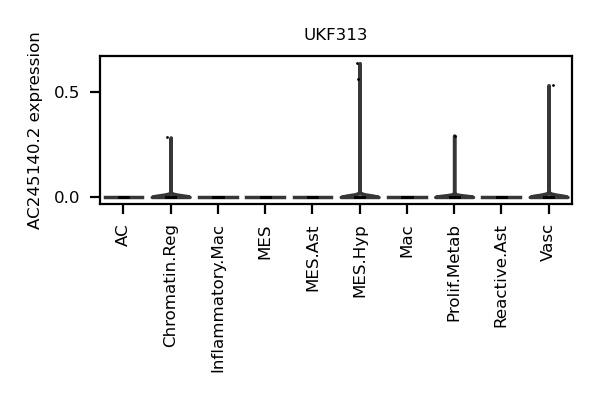 UKF313
AC245140.2 expression
0.5
0.0
AC
Chromatin.Reg
Inflammatory.Mac
MES
MES.Ast
MES.Hyp
Mac
Prolif.Metab
Reactive.Ast
Vasc